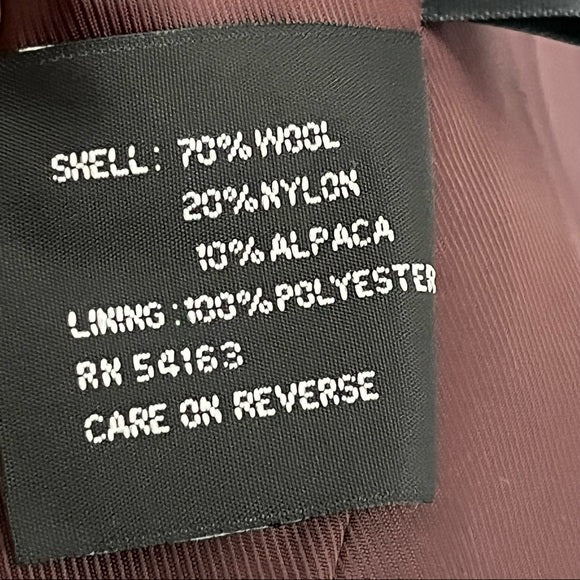 SHELL: 70% WOOL
20% NYLON
10% ALPACA
LINING: 100% POLYESTER
RN 54163
CARE ON REVERSE